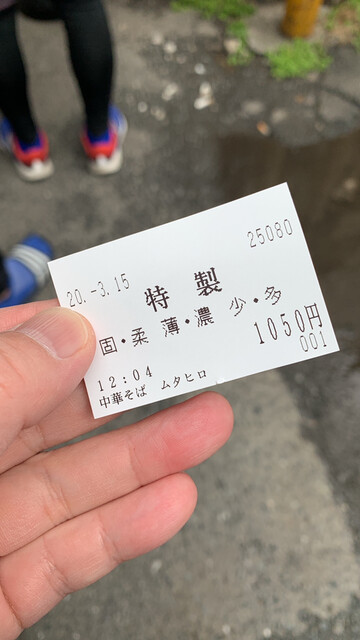 25080
20.-3.15
特製
固・柔 薄・濃 少・多
1050円
001
12:04
中華そば ムタヒロ